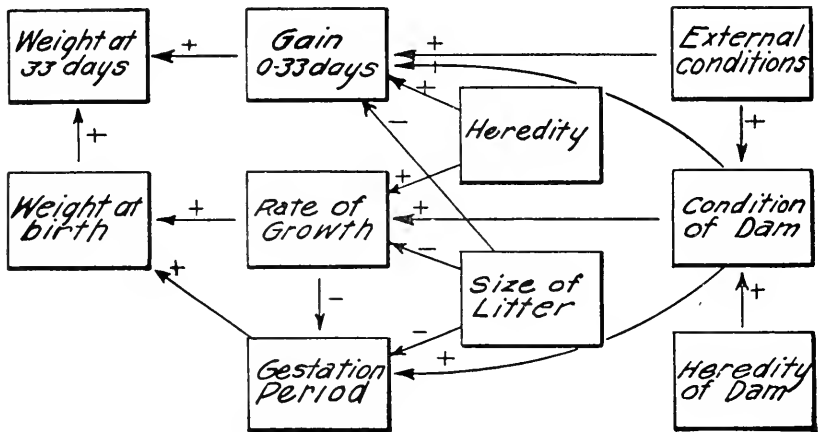 Weight at
33 days
+
Gain
0-33 days
+
+
+
-
External
conditions
+
Heredity
+
+
Weight at
birth
+
Rate of
Growth
+
-
Condition
of Dam
+
-
Size of
Litter
-
+
+
Gestation
Period
Heredity
of Dam